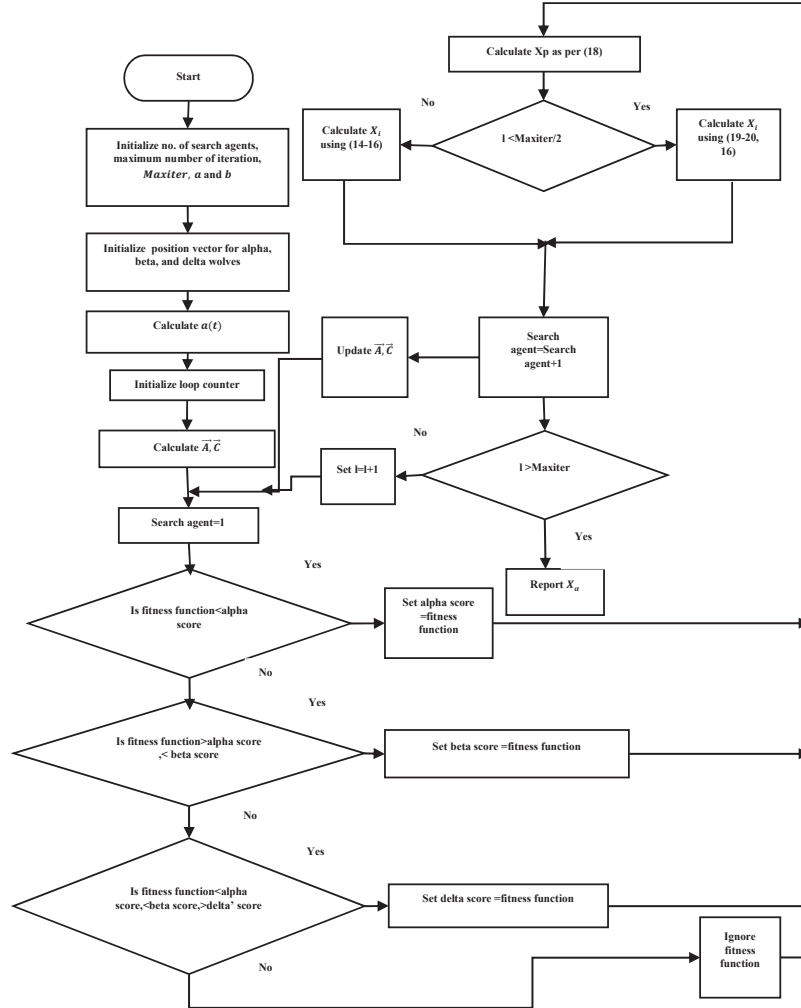 Start
Initialize no. of search agents,
maximum number of iteration,
Maxiter, a and b
Initialize position vector for alpha,
beta, and delta wolves
Calculate a(t)
Initialize loop counter
Calculate A⃗, C⃗
Search agent=1
Yes
Is fitness function<alpha
score
No
Set alpha score
=fitness
function
Yes
Is fitness function>alpha score
,< beta score
No
Set beta score =fitness function
Yes
Is fitness function<alpha
score,<beta score,>delta’ score
No
Set delta score =fitness function
Ignore
fitness
function
Calculate Xp as per (18)
No
Yes
l <Maxiter/2
Calculate Xᵢ
using (14-16)
Calculate Xᵢ
using (19-20,
16)
Search
agent=Search
agent+1
Update A⃗, C⃗
No
l >Maxiter
Set l=l+1
Yes
Report Xₐ